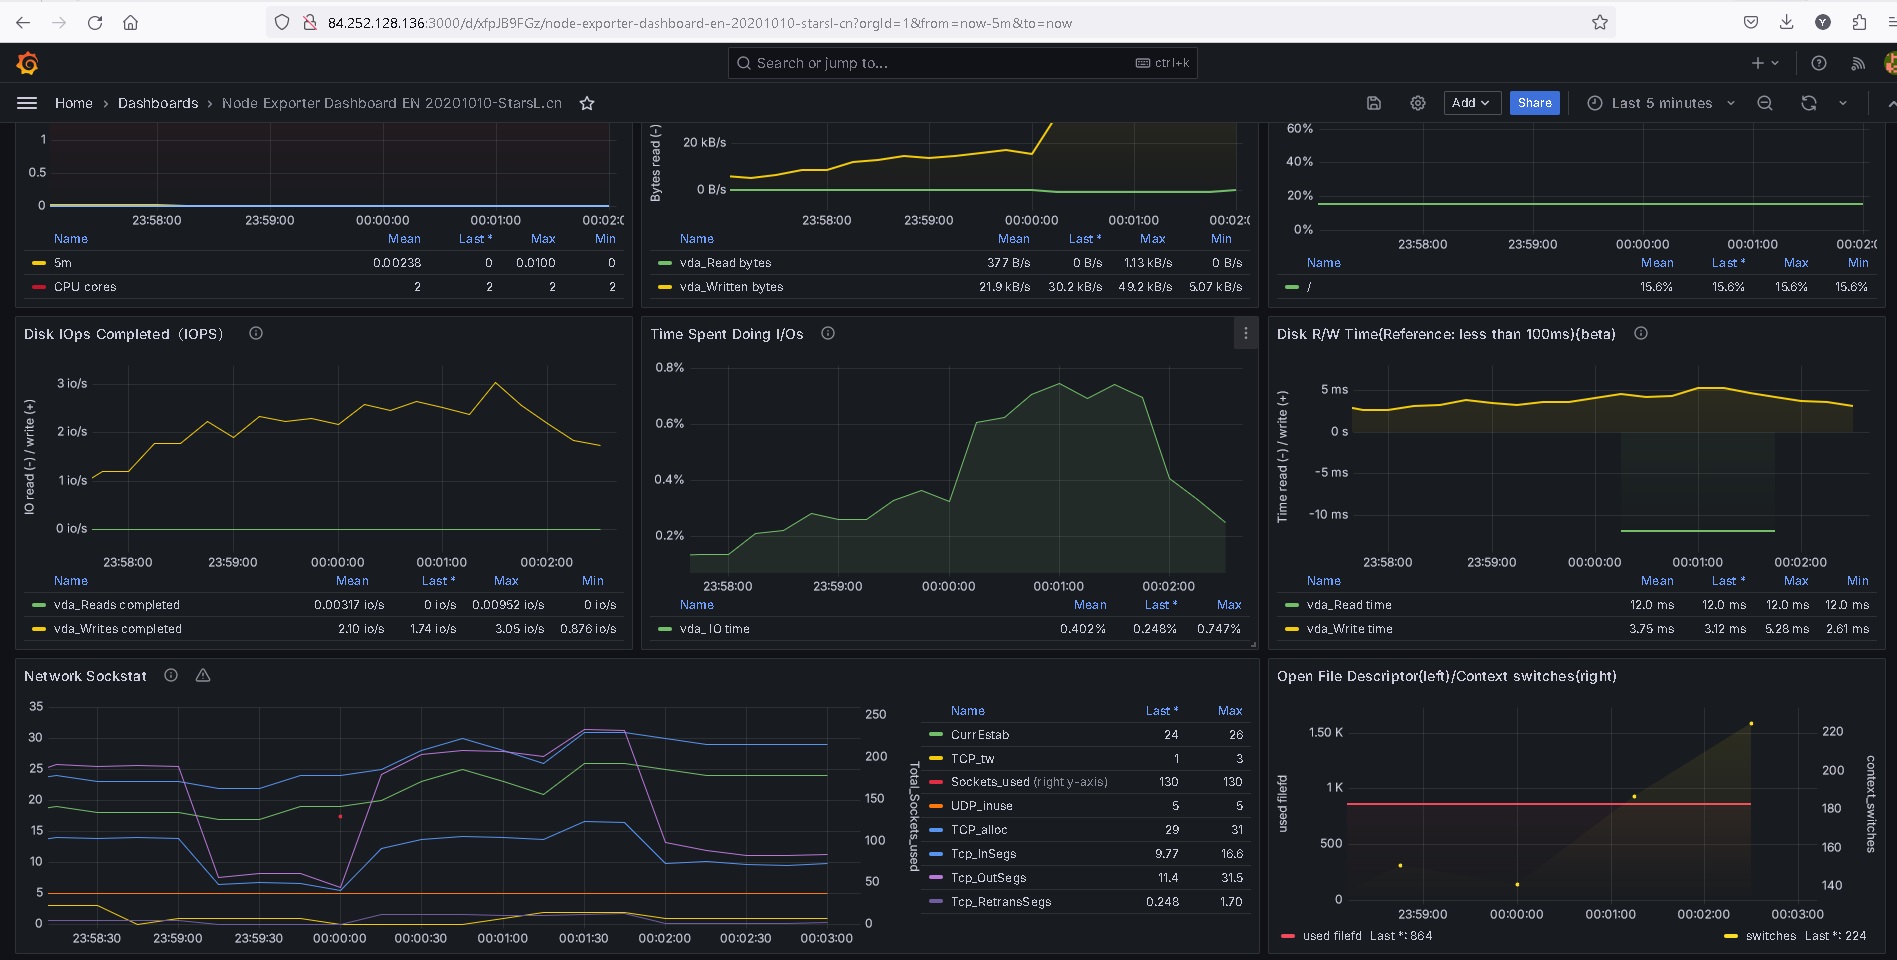 84.252.128.136:3000/d/xfpJB9FGz/node-exporter-dashboard-en-20201010-starsl-cn?orgId=1&from=now-5m&to=now
Search or jump to... ctrl+k
Home > Dashboards > Node Exporter Dashboard EN 20201010-StarsL.cn
Add Share Last 5 minutes
1
0.5
0
23:58:00 23:59:00 00:00:00 00:01:00 00:02:0
Name Mean Last * Max Min
5m 0.00238 0 0.0100 0
CPU cores 2 2 2 2
Bytes read (-)
20 kB/s
0 B/s
23:58:00 23:59:00 00:00:00 00:01:00 00:02:0
Name Mean Last * Max Min
vda_Read bytes 377 B/s 0 B/s 1.13 kB/s 0 B/s
vda_Written bytes 21.9 kB/s 30.2 kB/s 49.2 kB/s 5.07 kB/s
60%
40%
20%
0%
23:58:00 23:59:00 00:00:00 00:01:00 00:02:0
Name Mean Last * Max Min
/ 15.6% 15.6% 15.6% 15.6%
Disk IOps Completed（IOPS）
IO read (-) / write (+)
3 io/s
2 io/s
1 io/s
0 io/s
23:58:00 23:59:00 00:00:00 00:01:00 00:02:00
Name Mean Last * Max Min
vda_Reads completed 0.00317 io/s 0 io/s 0.00952 io/s 0 io/s
vda_Writes completed 2.10 io/s 1.74 io/s 3.05 io/s 0.876 io/s
Time Spent Doing I/Os
0.8%
0.6%
0.4%
0.2%
23:58:00 23:59:00 00:00:00 00:01:00 00:02:00
Name Mean Last * Max
vda_ IO time 0.402% 0.248% 0.747%
Disk R/W Time(Reference: less than 100ms)(beta)
Time read (-) / write (+)
5 ms
0 s
-5 ms
-10 ms
23:58:00 23:59:00 00:00:00 00:01:00 00:02:00
Name Mean Last * Max Min
vda_Read time 12.0 ms 12.0 ms 12.0 ms 12.0 ms
vda_Write time 3.75 ms 3.12 ms 5.28 ms 2.61 ms
Network Sockstat
35
30
25
20
15
10
5
0
250
200
150
100
50
0
Total_Sockets_used
23:58:30 23:59:00 23:59:30 00:00:00 00:00:30 00:01:00 00:01:30 00:02:00 00:02:30 00:03:00
Name Last * Max
CurrEstab 24 26
TCP_tw 1 3
Sockets_used (right y-axis) 130 130
UDP_inuse 5 5
TCP_alloc 29 31
Tcp_InSegs 9.77 16.6
Tcp_OutSegs 11.4 31.5
Tcp_RetransSegs 0.248 1.70
Open File Descriptor(left)/Context switches(right)
used filefd
1.50 K
1 K
500
0
220
200
180
160
140
context_switches
23:59:00 00:00:00 00:01:00 00:02:00 00:03:00
used filefd Last *: 864 switches Last *: 224